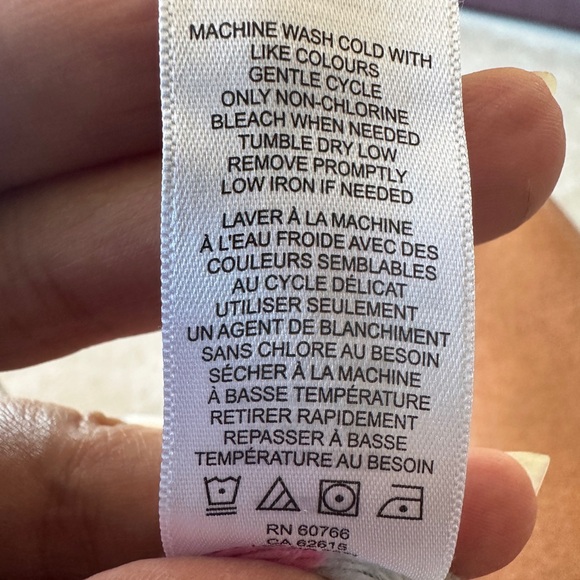 MACHINE WASH COLD WITH
LIKE COLOURS
GENTLE CYCLE
ONLY NON-CHLORINE
BLEACH WHEN NEEDED
TUMBLE DRY LOW
REMOVE PROMPTLY
LOW IRON IF NEEDED
LAVER À LA MACHINE
À L'EAU FROIDE AVEC DES
COULEURS SEMBLABLES
AU CYCLE DÉLICAT
UTILISER SEULEMENT
UN AGENT DE BLANCHIMENT
SANS CHLORE AU BESOIN
SÉCHER À LA MACHINE
À BASSE TEMPÉRATURE
RETIRER RAPIDEMENT
REPASSER À BASSE
TEMPÉRATURE AU BESOIN
RN 60766
CA 62615